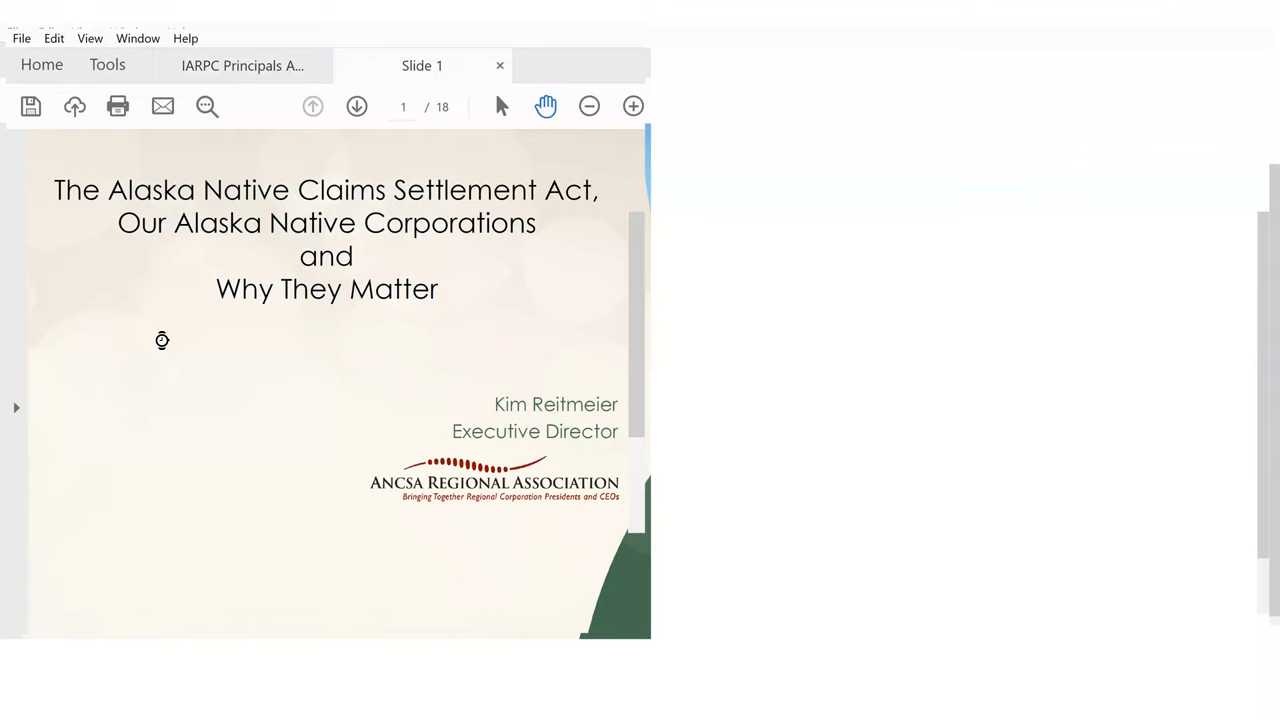 File Edit View Window Help
Home Tools IARPC Principals A... Slide 1 ×
1 / 18
The Alaska Native Claims Settlement Act,
Our Alaska Native Corporations
and
Why They Matter
Kim Reitmeier
Executive Director
ANCSA REGIONAL ASSOCIATION
Bringing Together Regional Corporation Presidents and CEOs